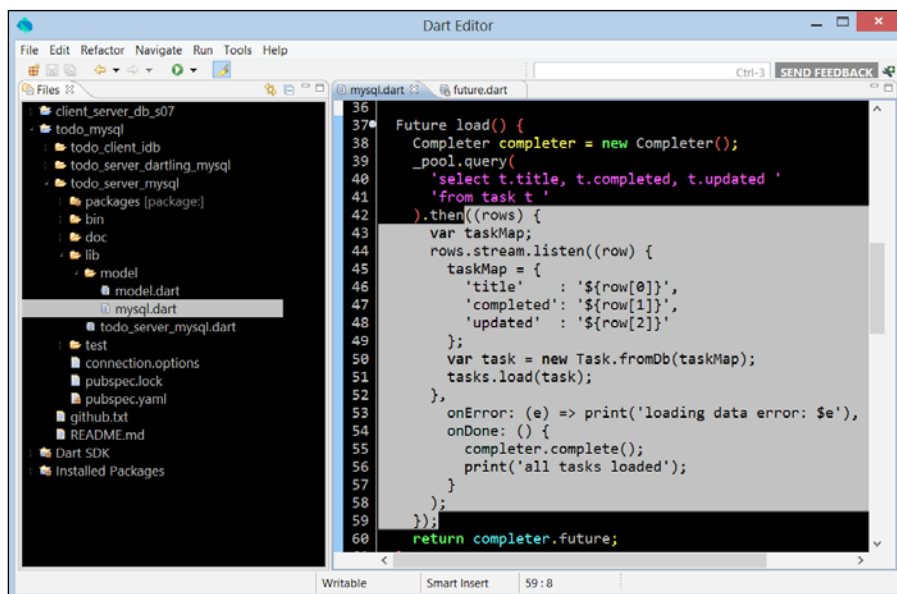 Dart Editor
File Edit Refactor Navigate Run Tools Help
Ctrl-3 SEND FEEDBACK
Files
client_server_db_s07
todo_mysql
todo_client_idb
todo_server_dartling_mysql
todo_server_mysql
packages [package:]
bin
doc
lib
model
model.dart
mysql.dart
todo_server_mysql.dart
test
connection.options
pubspec.lock
pubspec.yaml
github.txt
README.md
Dart SDK
Installed Packages
mysql.dart future.dart
36
37 Future load() {
38 Completer completer = new Completer();
39 _pool.query(
40 'select t.title, t.completed, t.updated '
41 'from task t '
42 ).then((rows) {
43 var taskMap;
44 rows.stream.listen((row) {
45 taskMap = {
46 'title' : '${row[0]}',
47 'completed': '${row[1]}',
48 'updated' : '${row[2]}'
49 };
50 var task = new Task.fromDb(taskMap);
51 tasks.load(task);
52 },
53 onError: (e) => print('loading data error: $e'),
54 onDone: () {
55 completer.complete();
56 print('all tasks loaded');
57 }
58 );
59 });
60 return completer.future;
Writable Smart Insert 59 : 8